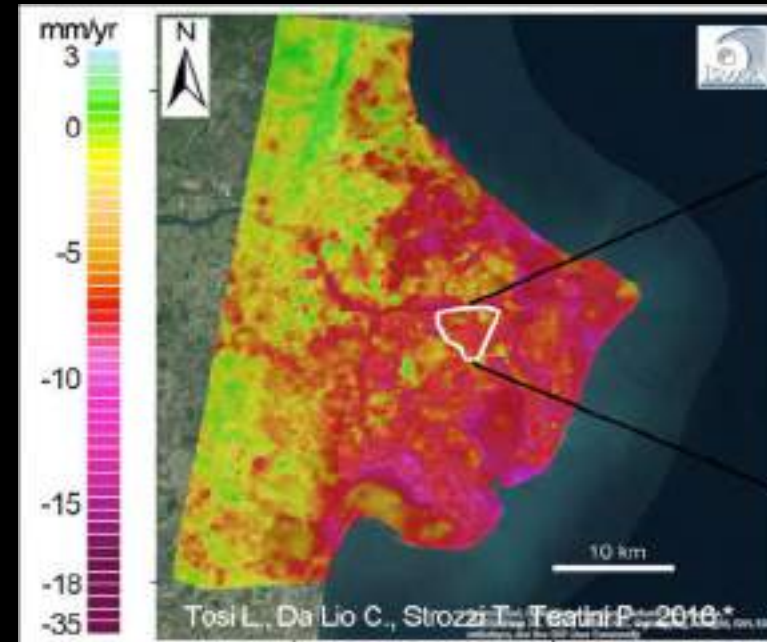 mm/yr
3
0
-5
-10
-15
-18
-35
N
10 km
Tosi L., Da Lio C., Strozzi T., Teatini P., 2016*